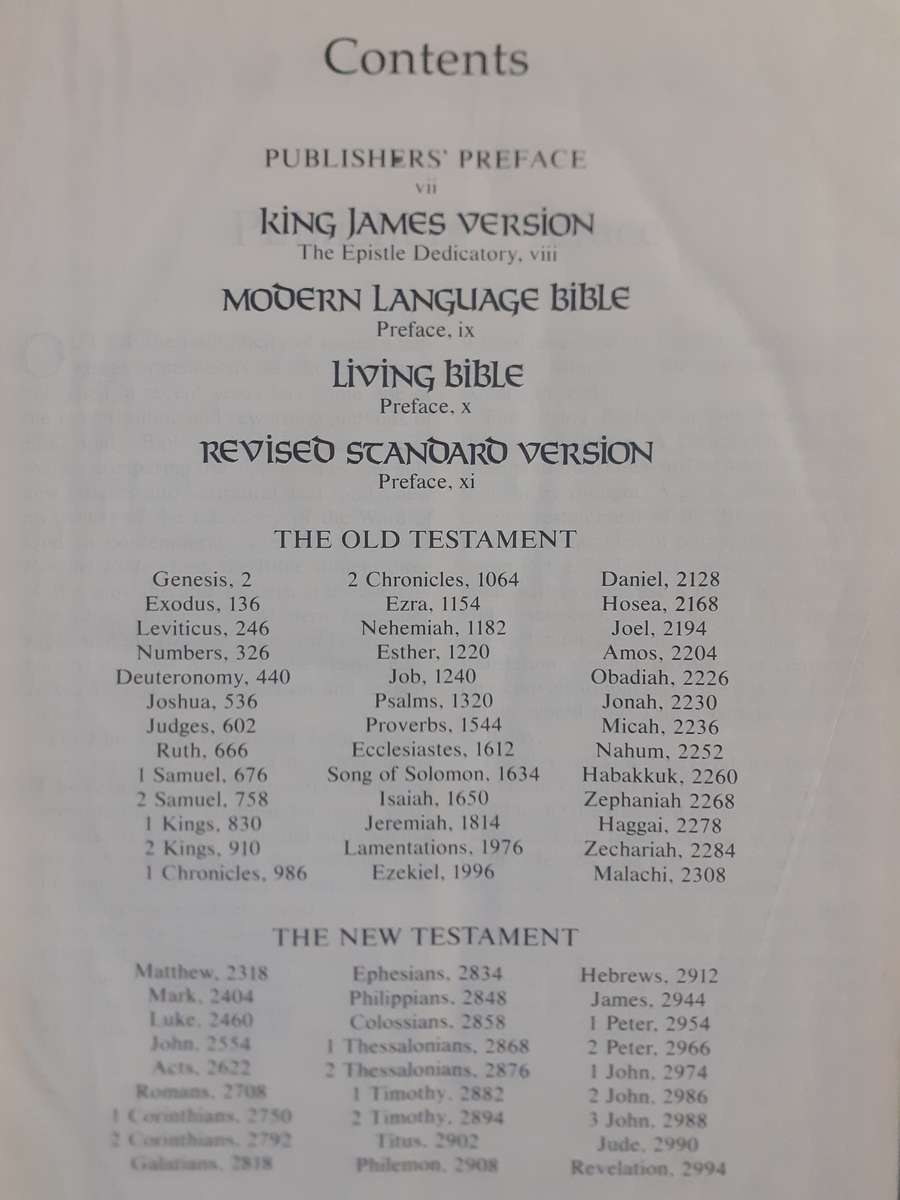 Contents
PUBLISHERS' PREFACE
vii
KING JAMES VERSION
The Epistle Dedicatory, viii
MODERN LANGUAGE BIBLE
Preface, ix
LIVING BIBLE
Preface, x
REVISED STANDARD VERSION
Preface, xi
THE OLD TESTAMENT
Genesis, 2
Exodus, 136
Leviticus, 246
Numbers, 326
Deuteronomy, 440
Joshua, 536
Judges, 602
Ruth, 666
1 Samuel, 676
2 Samuel, 758
1 Kings, 830
2 Kings, 910
1 Chronicles, 986
2 Chronicles, 1064
Ezra, 1154
Nehemiah, 1182
Esther, 1220
Job, 1240
Psalms, 1320
Proverbs, 1544
Ecclesiastes, 1612
Song of Solomon, 1634
Isaiah, 1650
Jeremiah, 1814
Lamentations, 1976
Ezekiel, 1996
Daniel, 2128
Hosea, 2168
Joel, 2194
Amos, 2204
Obadiah, 2226
Jonah, 2230
Micah, 2236
Nahum, 2252
Habakkuk, 2260
Zephaniah 2268
Haggai, 2278
Zechariah, 2284
Malachi, 2308
THE NEW TESTAMENT
Matthew, 2318
Mark, 2404
Luke, 2460
John, 2554
Acts, 2622
Romans, 2708
1 Corinthians, 2750
2 Corinthians, 2792
Galatians, 2818
Ephesians, 2834
Philippians, 2848
Colossians, 2858
1 Thessalonians, 2868
2 Thessalonians, 2876
1 Timothy, 2882
2 Timothy, 2894
Titus, 2902
Philemon, 2908
Hebrews, 2912
James, 2944
1 Peter, 2954
2 Peter, 2966
1 John, 2974
2 John, 2986
3 John, 2988
Jude, 2990
Revelation, 2994